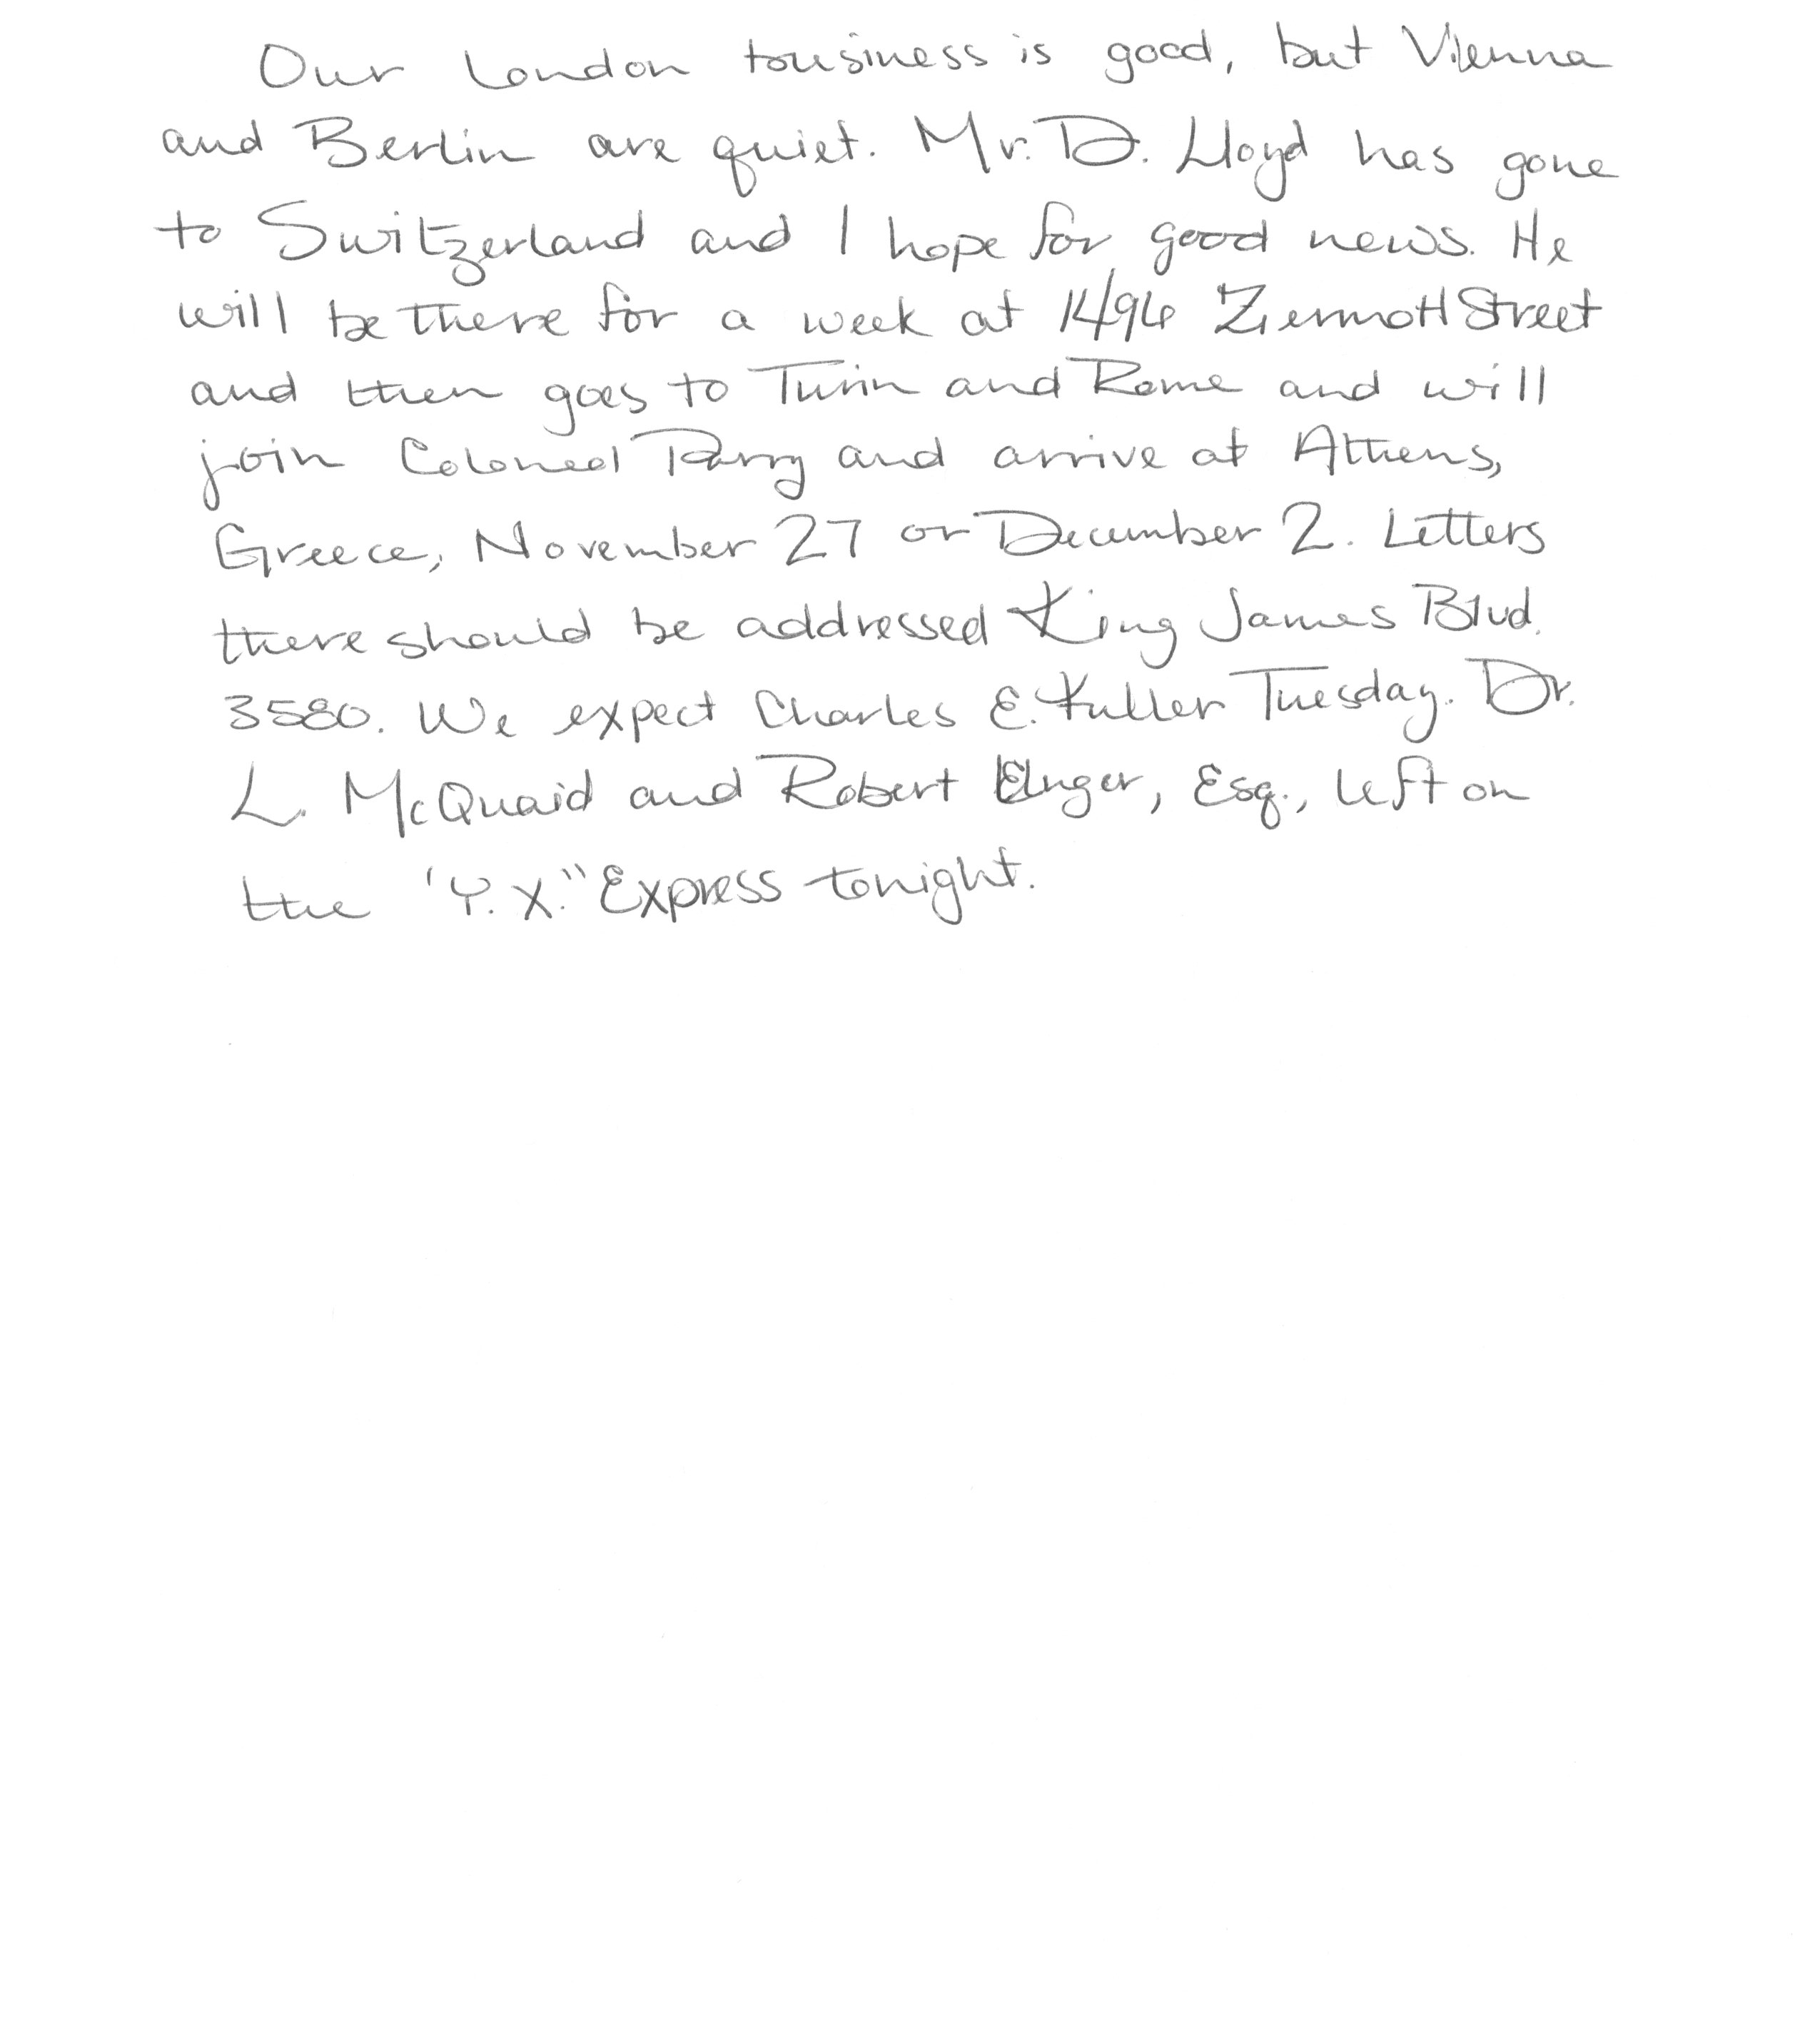 Our London business is good, but Vienna
and Berlin are quiet. Mr. D. Lloyd has gone
to Switzerland and I hope for good news. He
will be there for a week at 1496 Zermott Street
and then goes to Turin and Rome and will
join Colonel Parry and arrive at Athens,
Greece, November 27 or December 2. Letters
there should be addressed King James Blvd.
3580. We expect Charles E. Fuller Tuesday. Dr.
L. McQuaid and Robert Unger, Esq., left on
the "Y.X." Express tonight.